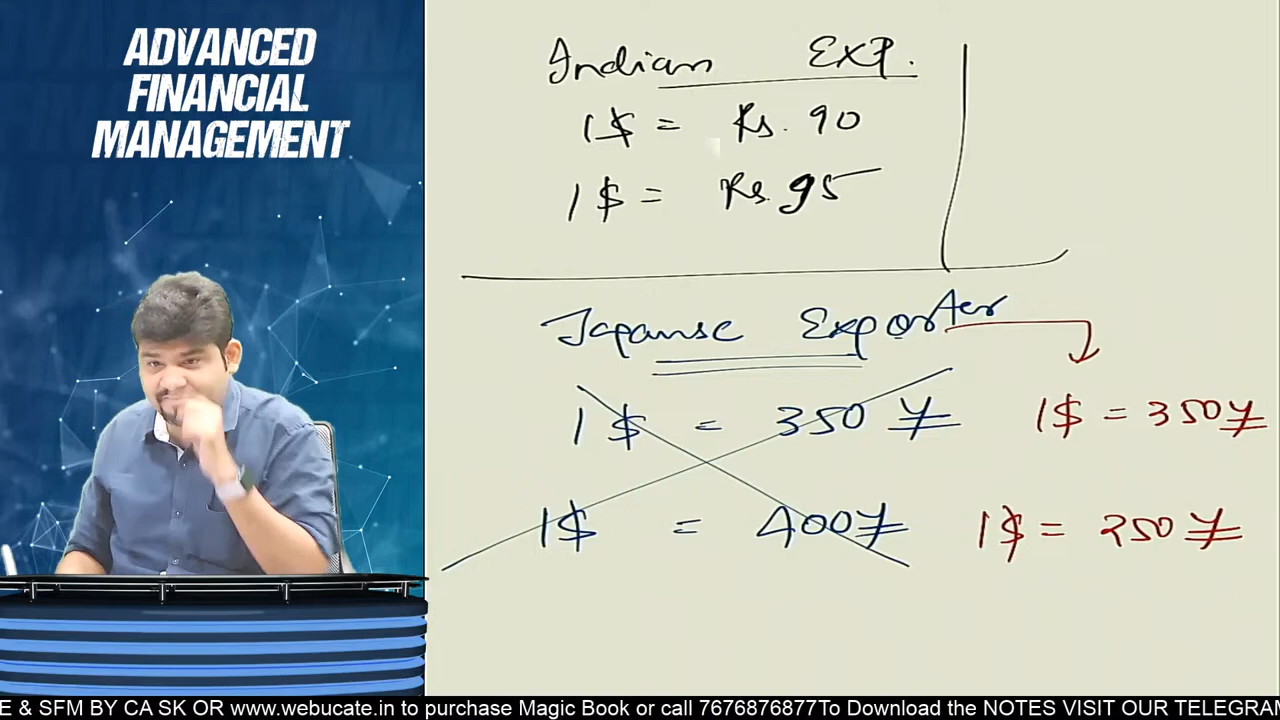 ADVANCED
FINANCIAL
MANAGEMENT
Indian Exp.
1$ = Rs. 90
1$ = Rs. 95
Japanse Exporter
1$ = 350 ¥
1$ = 350¥
1$ = 400¥
1$ = 250 ¥
E & SFM BY CA SK OR www.webucate.in to purchase Magic Book or call 7676876877To Download the NOTES VISIT OUR TELEGRAM